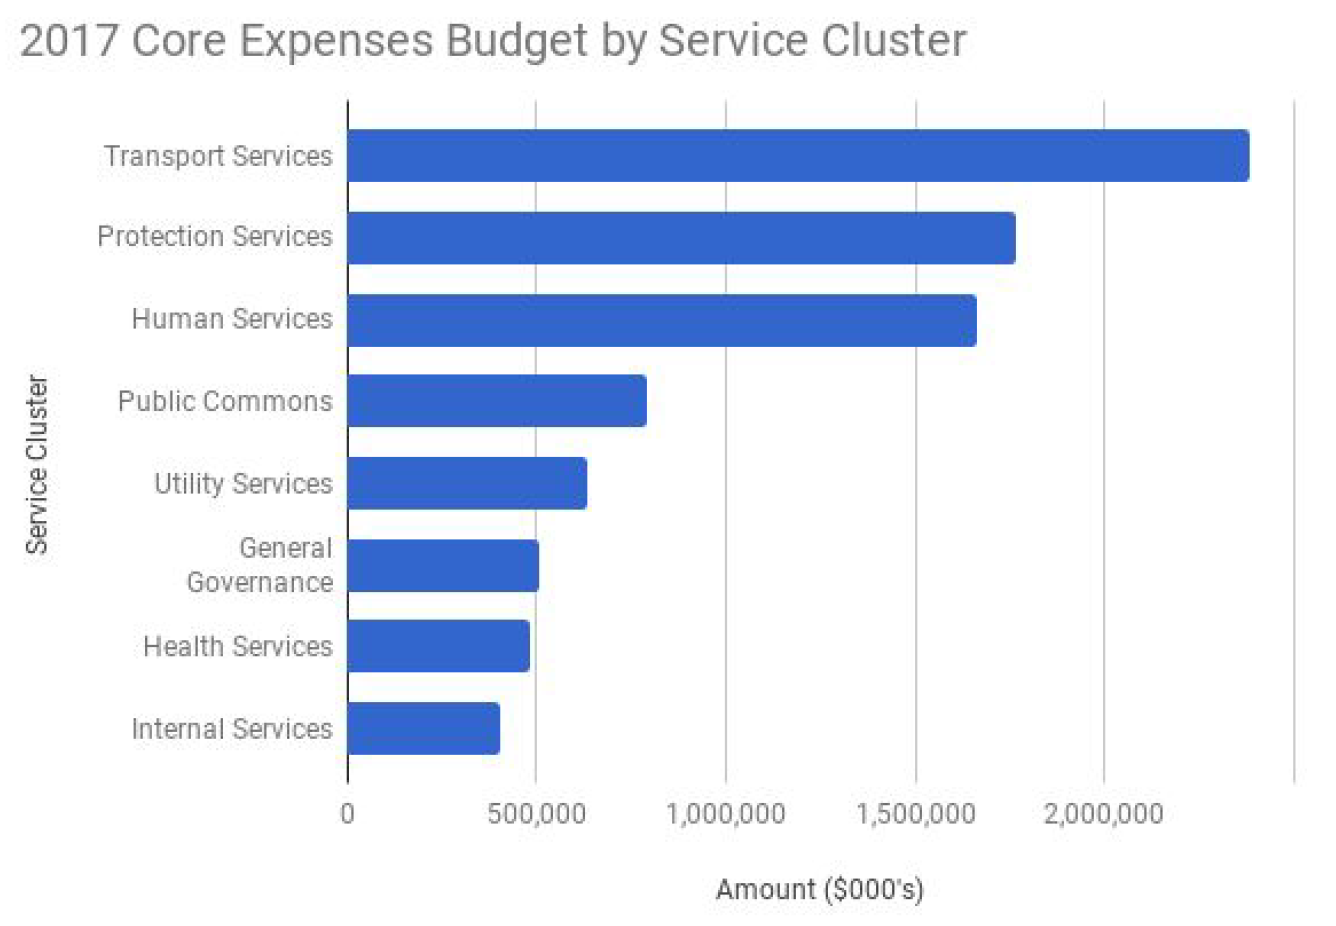 2017 Core Expenses Budget by Service Cluster
Service Cluster
Transport Services
Protection Services
Human Services
Public Commons
Utility Services
General
Governance
Health Services
Internal Services
0
500,000
1,000,000
1,500,000
2,000,000
Amount ($000's)